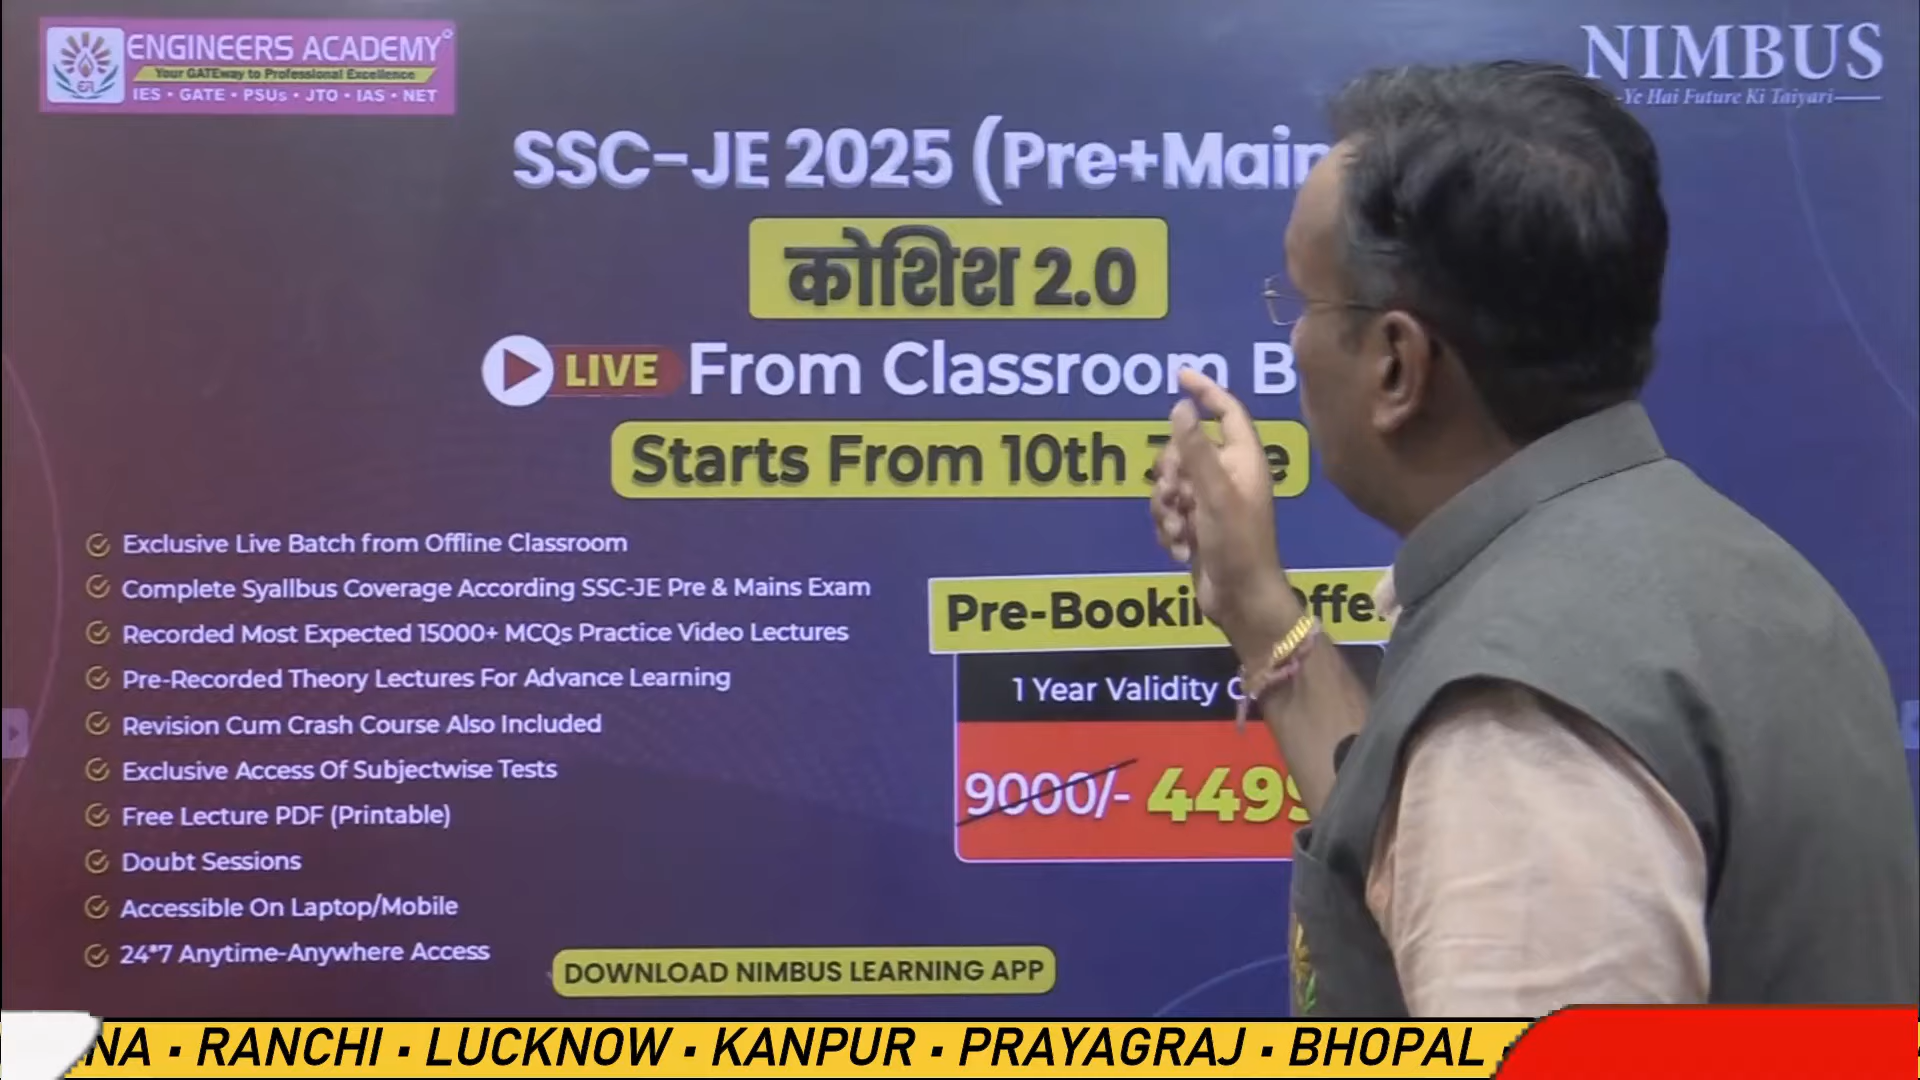 ENGINEERS ACADEMY
Your GATEway to Professional Excellence
IES • GATE • PSUs • JTO • IAS • NET
NIMBUS
Ye Hai Future Ki Taiyari
SSC-JE 2025 (Pre+Main
कोशिश 2.0
LIVE From Classroom B
Starts From 10th
Exclusive Live Batch from Offline Classroom
Complete Syallbus Coverage According SSC-JE Pre & Mains Exam
Recorded Most Expected 15000+ MCQs Practice Video Lectures
Pre-Recorded Theory Lectures For Advance Learning
Revision Cum Crash Course Also Included
Exclusive Access Of Subjectwise Tests
Free Lecture PDF (Printable)
Doubt Sessions
Accessible On Laptop/Mobile
24*7 Anytime-Anywhere Access
Pre-Booki ffe
1 Year Validity
9000/- 4499
DOWNLOAD NIMBUS LEARNING APP
NA • RANCHI • LUCKNOW • KANPUR • PRAYAGRAJ • BHOPAL •